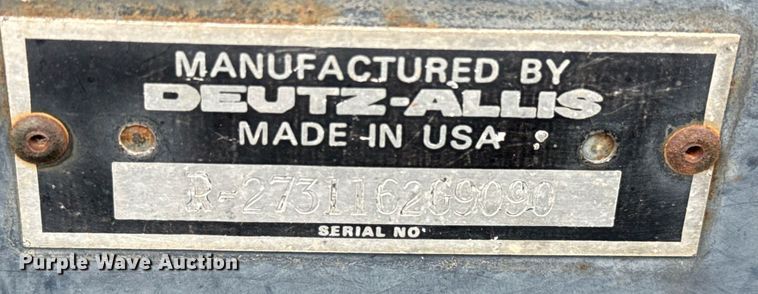 MANUFACTURED BY
DEUTZ-ALLIS
MADE IN USA
R-273116269090
SERIAL NO.
Purple Wave Auction